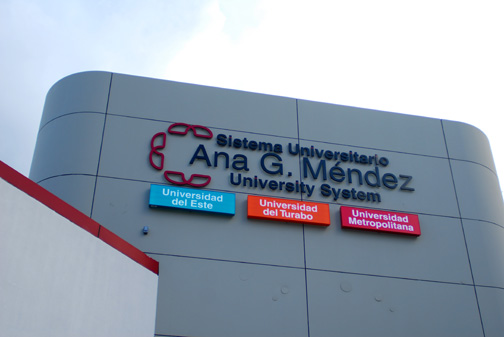 Sistema Universitario
Ana G. Méndez
University System
Universidad
del Este
Universidad
del Turabo
Universidad
Metropolitana